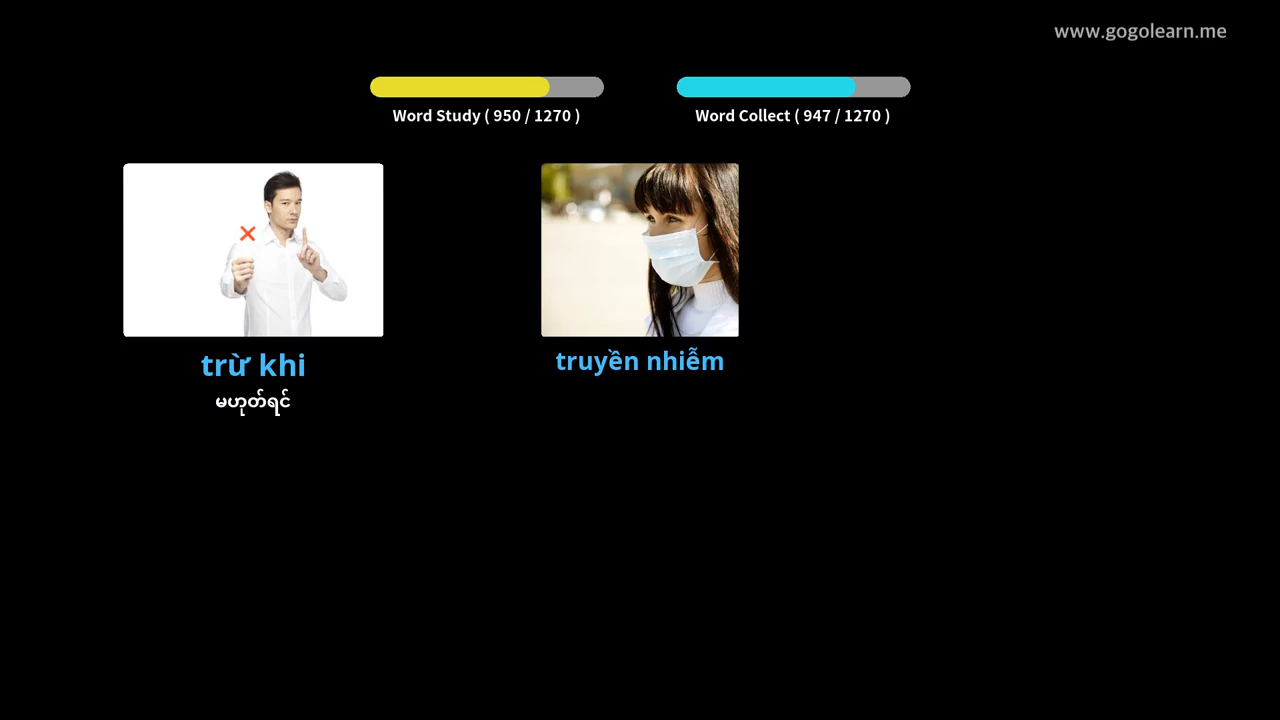 www.gogolearn.me
Word Study ( 950 / 1270 )
Word Collect ( 947 / 1270 )
trừ khi
truyền nhiễm
မဟုတ်ရင်